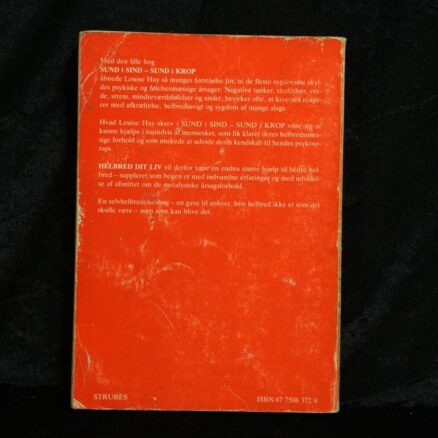 Med den lille bog
SUND i SIND – SUND i KROP
åbnede Louise Hay så manges forståelse for, at de fleste sygdomme skyl-
des psykiske og følelsesmæssige årsager: Negative tanker, skuffelser, vre-
de, stress, mindreværdsfølelser og andet, bevirker ofte, at kroppen reage-
rer med afkræftelse, helbredssvigt og sygdom af mange slags.
Hvad Louise Hay skrev i SUND i SIND – SUND i KROP viste sig at
kunne hjælpe i tusindvis af mennesker, som fik klarer deres helbredsmæs-
sige forhold og som ønskede at udvide derih kendskab til hendes psykote-
rapi.
HELBRED DIT LIV vil derfor være en endnu større hjælp til bedre hel-
bred – suppleret som bogen er med indvundne erfaringer og med udvidel-
se af afsnittet om de metafysiske årsagsforhold.
En selvhelbredelsesbog – en gave til enhver, hvis helbred ikke er som det
skulle være – men som kan blive det.
STRUBES
ISBN 87 7508 372 8